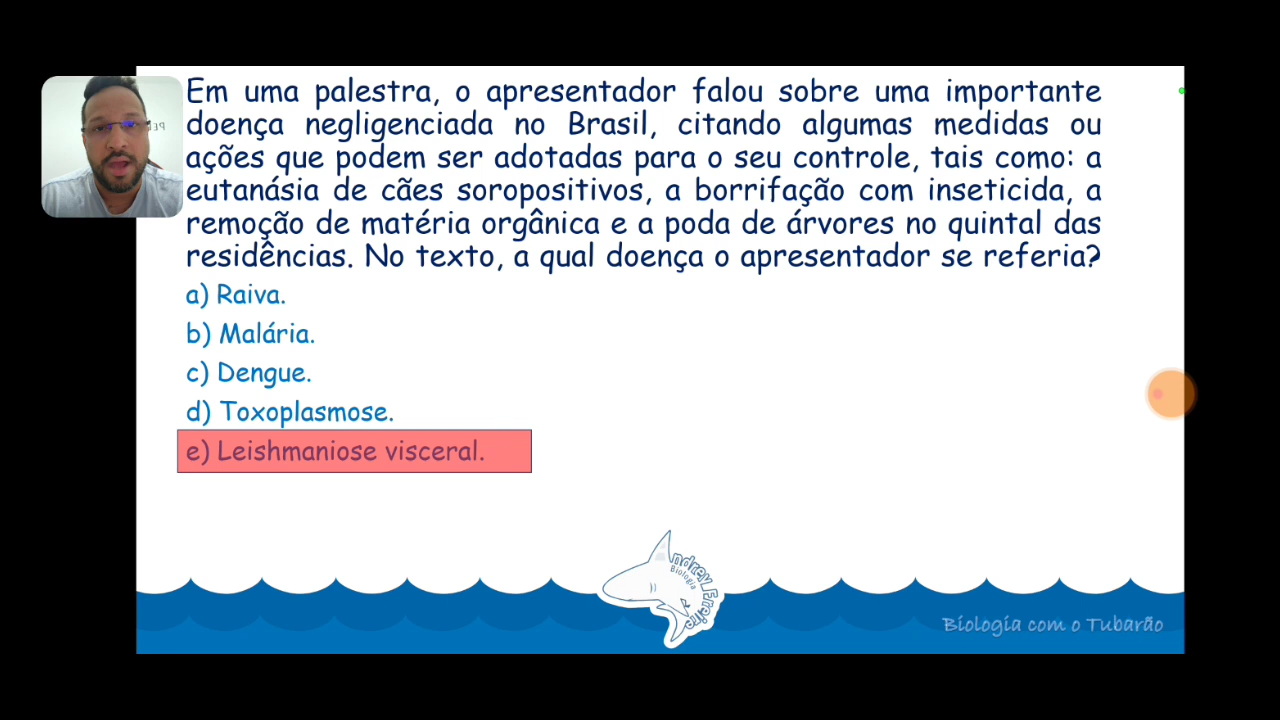 Em uma palestra, o apresentador falou sobre uma importante
doença negligenciada no Brasil, citando algumas medidas ou
ações que podem ser adotadas para o seu controle, tais como: a
eutanásia de cães soropositivos, a borrifação com inseticida, a
remoção de matéria orgânica e a poda de árvores no quintal das
residências. No texto, a qual doença o apresentador se referia?
a) Raiva.
b) Malária.
c) Dengue.
d) Toxoplasmose.
e) Leishmaniose visceral.
Biologia
Biologia com o Tubarão